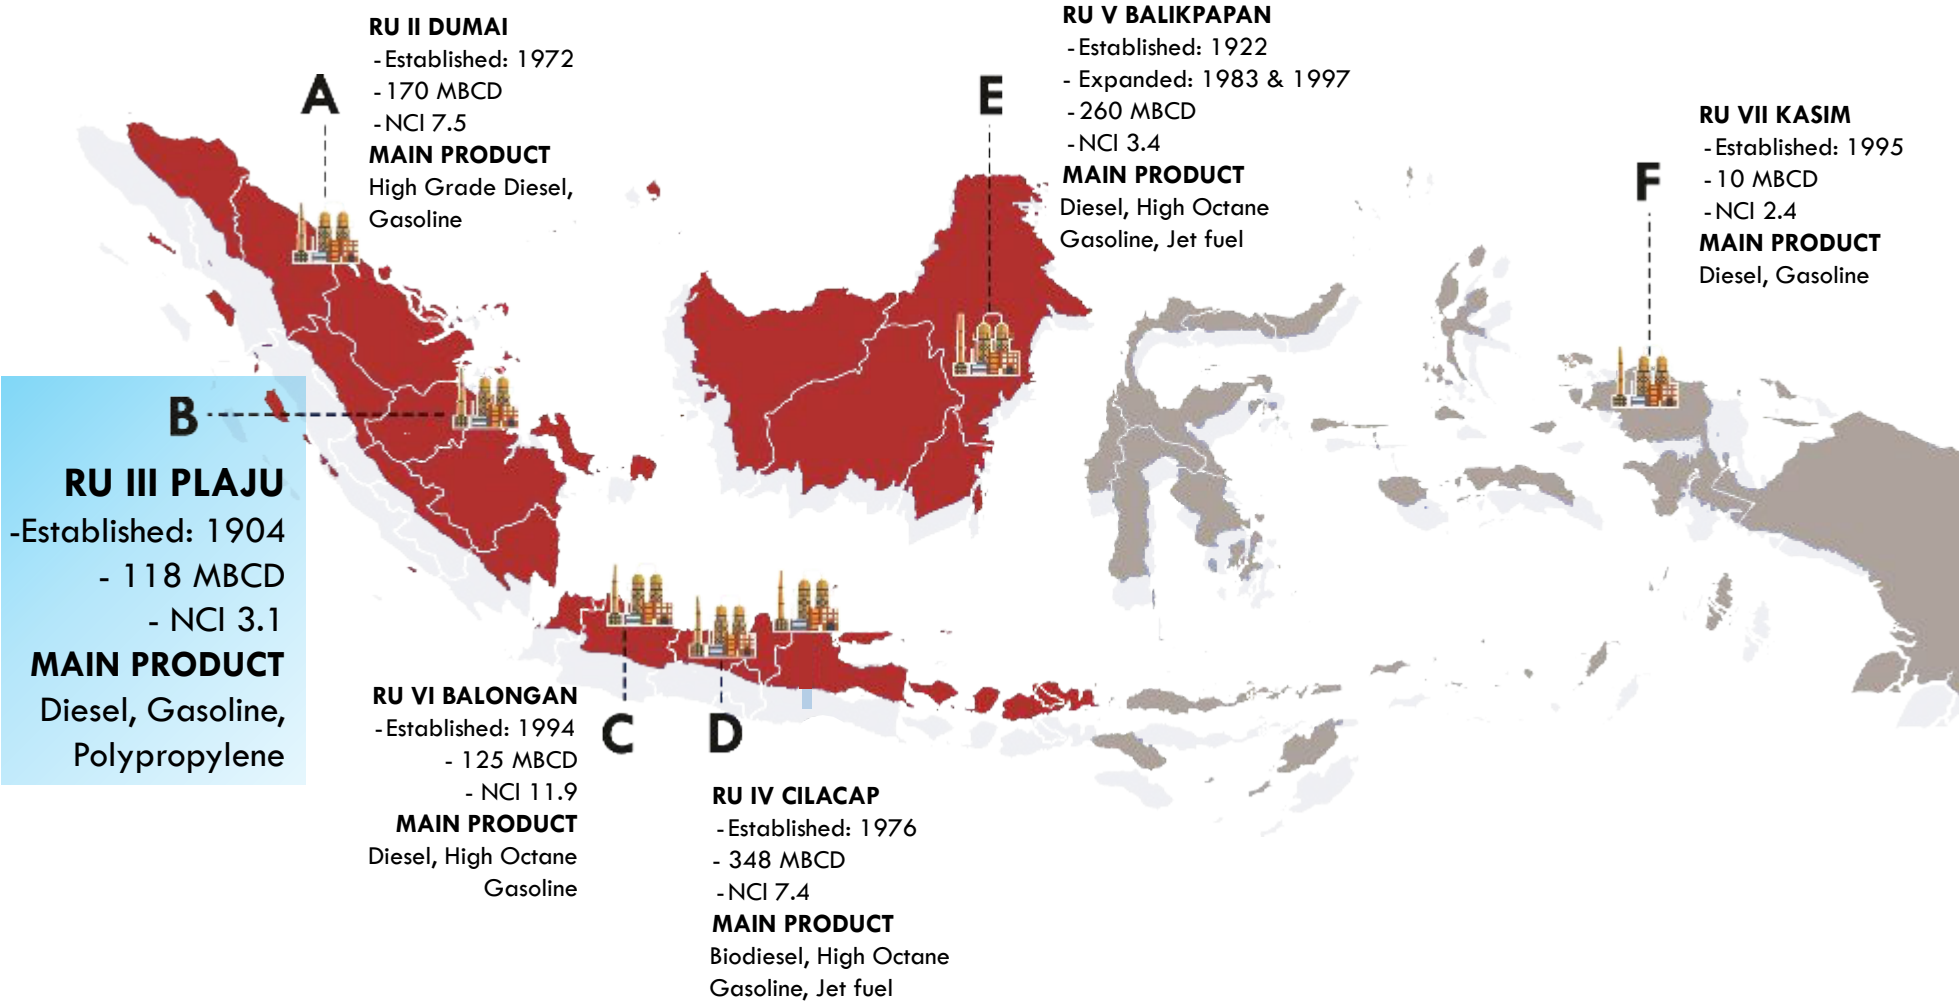 A
RU II DUMAI
-Established: 1972
-170 MBCD
-NCI 7.5
MAIN PRODUCT
High Grade Diesel,
Gasoline
E
RU V BALIKPAPAN
-Established: 1922
- Expanded: 1983 & 1997
-260 MBCD
-NCI 3.4
MAIN PRODUCT
Diesel, High Octane
Gasoline, Jet fuel
F
RU VII KASIM
-Established: 1995
-10 MBCD
-NCI 2.4
MAIN PRODUCT
Diesel, Gasoline
B
RU III PLAJU
-Established: 1904
- 118 MBCD
- NCI 3.1
MAIN PRODUCT
Diesel, Gasoline,
Polypropylene
C
RU VI BALONGAN
-Established: 1994
- 125 MBCD
- NCI 11.9
MAIN PRODUCT
Diesel, High Octane
Gasoline
D
RU IV CILACAP
-Established: 1976
- 348 MBCD
-NCI 7.4
MAIN PRODUCT
Biodiesel, High Octane
Gasoline, Jet fuel